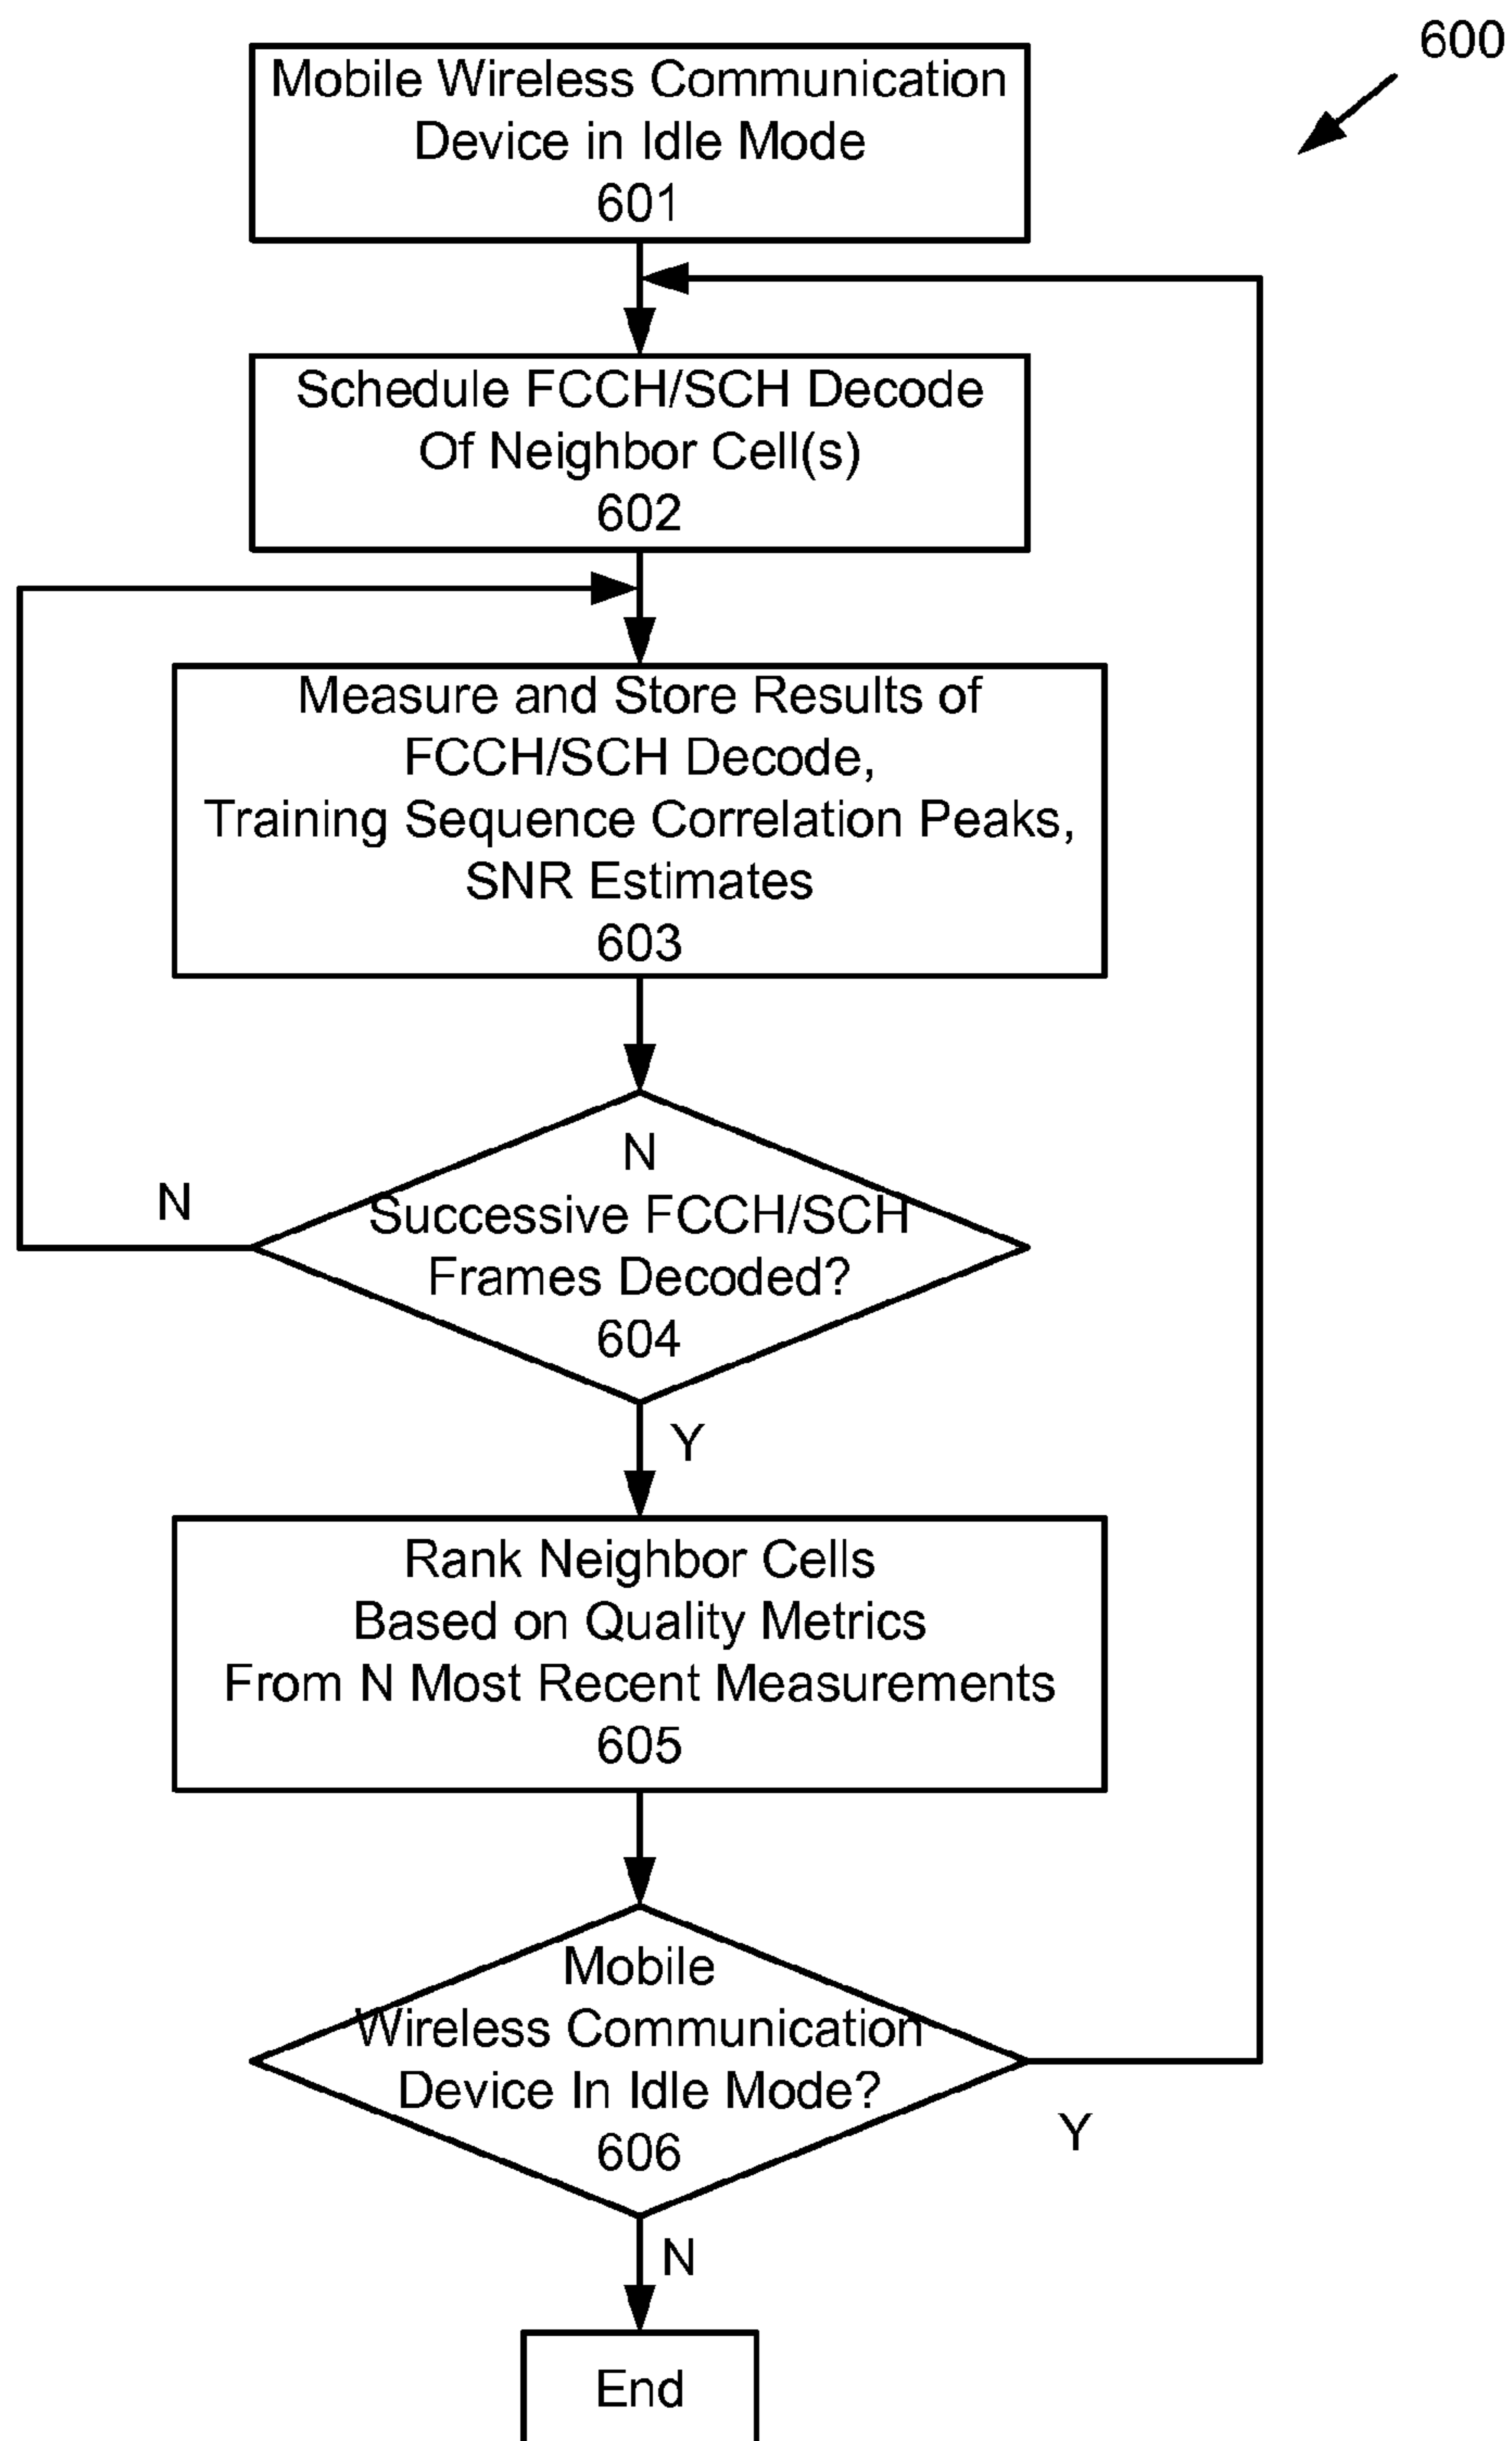 600
Mobile Wireless Communication
Device in Idle Mode
601
Schedule FCCH/SCH Decode
Of Neighbor Cell(s)
602
Measure and Store Results of
FCCH/SCH Decode,
Training Sequence Correlation Peaks,
SNR Estimates
603
N
Successive FCCH/SCH
Frames Decoded?
604
N
Y
Rank Neighbor Cells
Based on Quality Metrics
From N Most Recent Measurements
605
Mobile
Wireless Communication
Device In Idle Mode?
606
Y
N
End